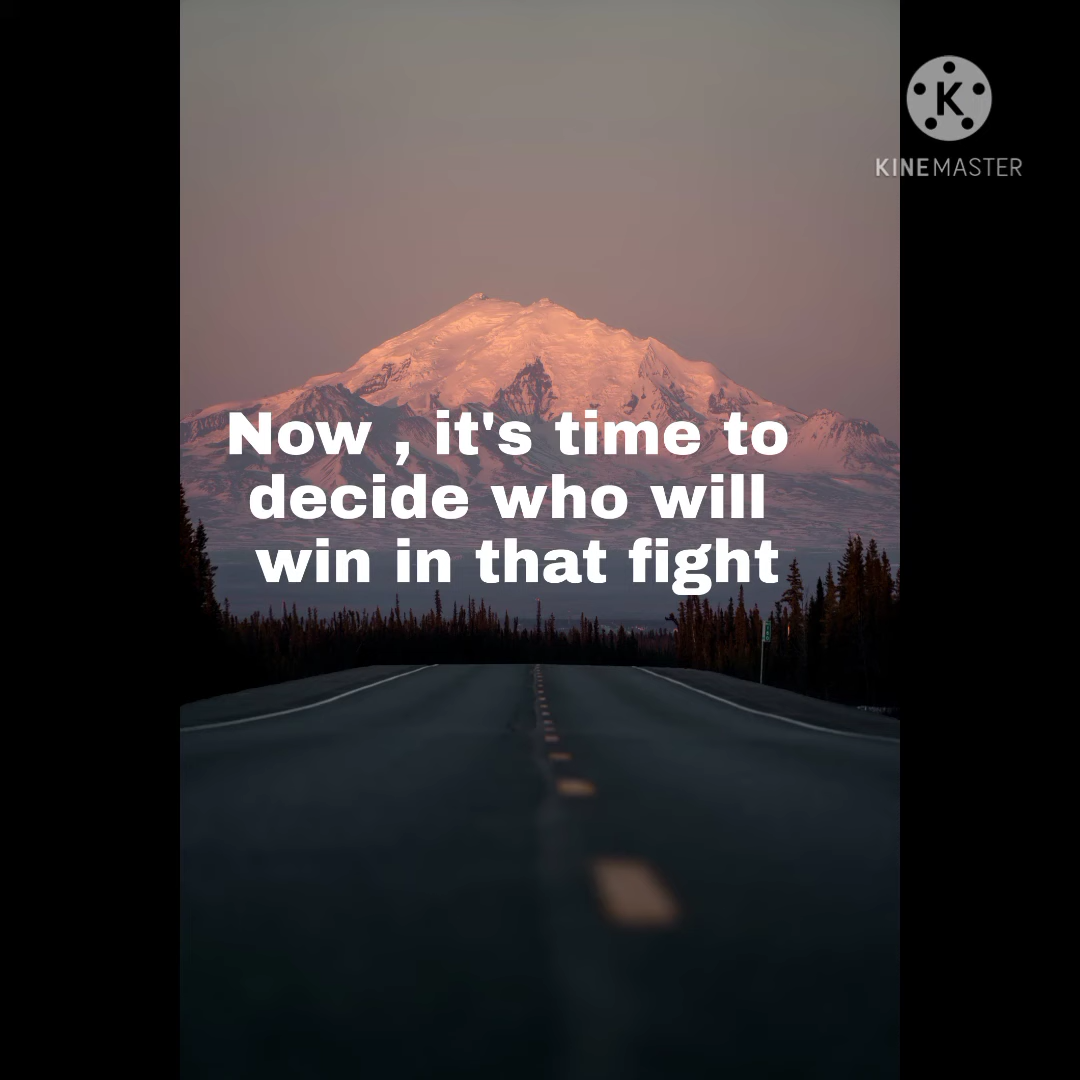 KINEMASTER
Now , it's time to
decide who will
win in that fight